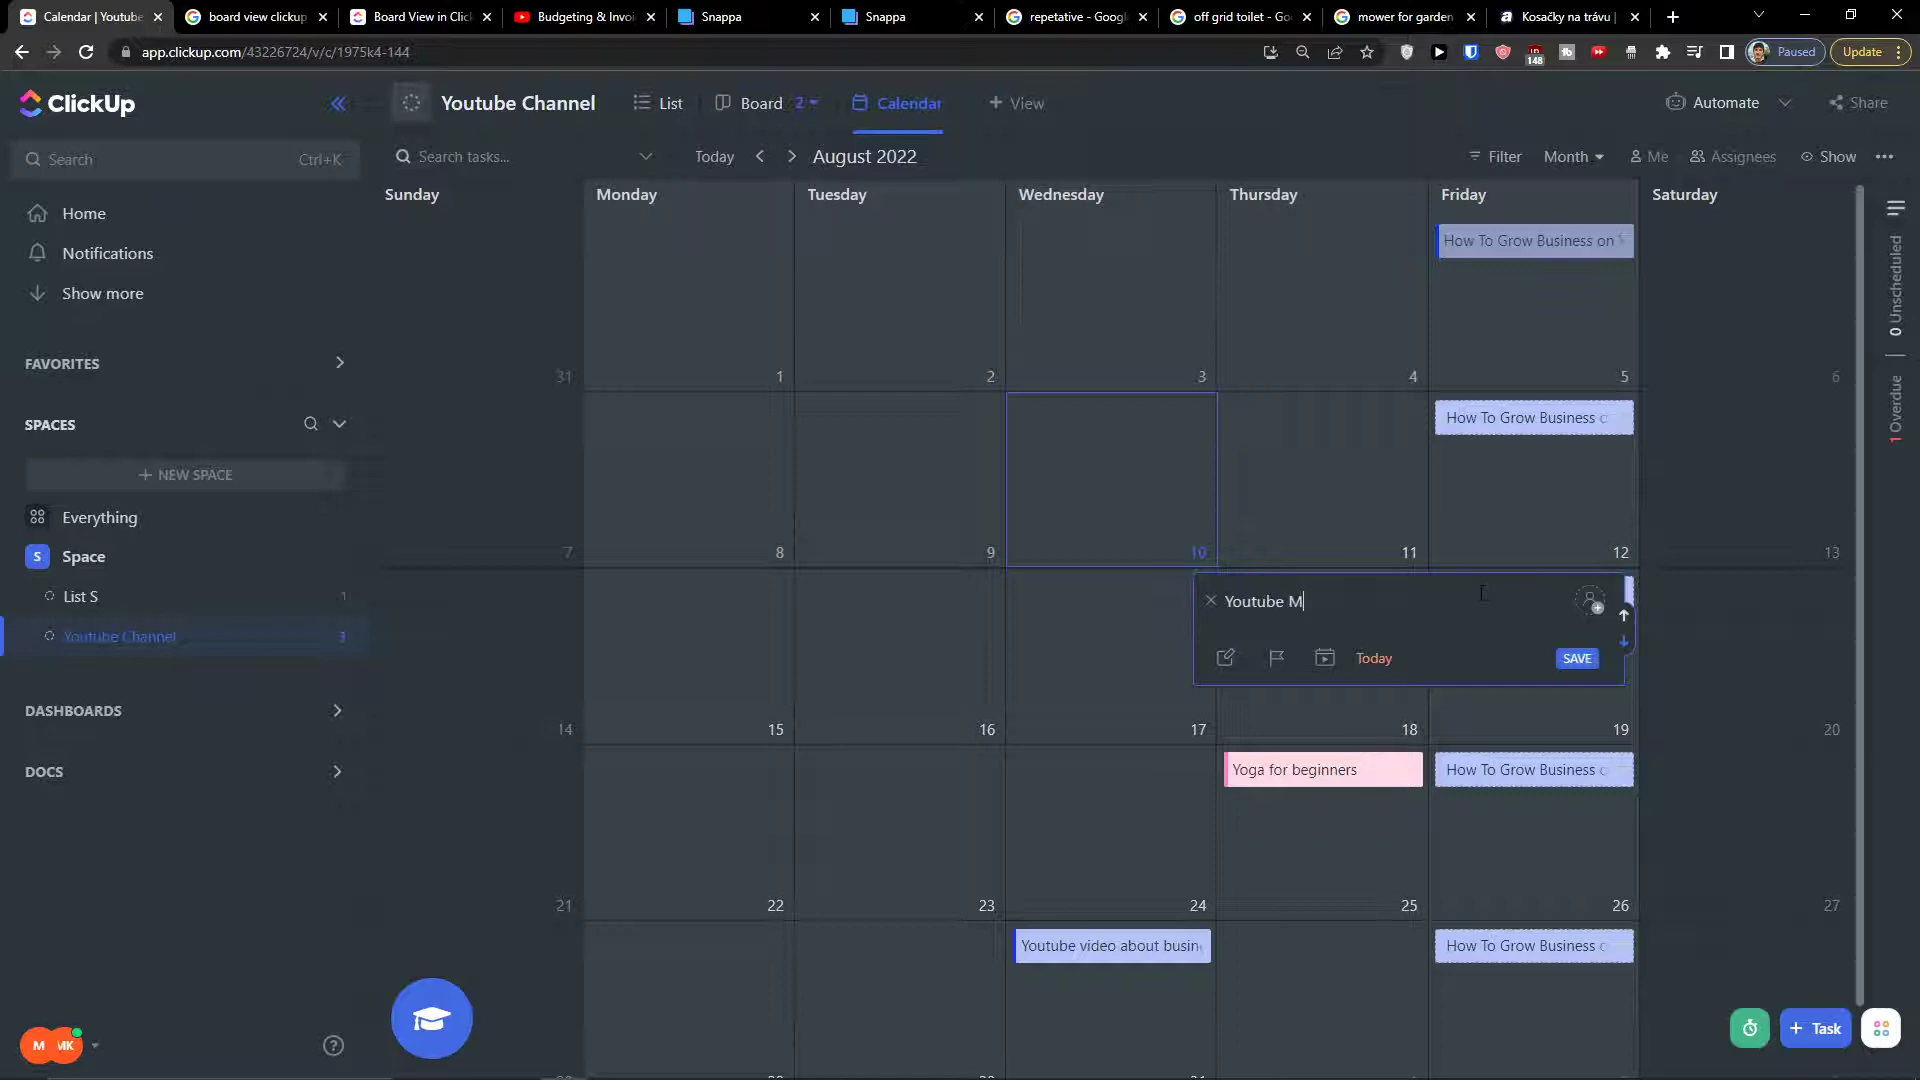 Calendar | Youtube
board view clickup
Board View in Click
Budgeting & Invoi
Snappa
Snappa
repetative - Google
off grid toilet - Go
mower for garden
Kosačky na trávu |
app.clickup.com/43226724/v/c/1975k4-144
148
Paused
Update
ClickUp
Youtube Channel
List
Board 2
Calendar
+ View
Automate
Share
Search Ctrl+K
Search tasks...
Today
August 2022
Filter
Month
Me
Assignees
Show
Sunday Monday Tuesday Wednesday Thursday Friday Saturday
Home
Notifications
Show more
FAVORITES
SPACES
+ NEW SPACE
Everything
S Space
List S 1
Youtube Channel 3
DASHBOARDS
DOCS
M MK
?
How To Grow Business on
31 1 2 3 4 5 6
How To Grow Business
7 8 9 10 11 12 13
Youtube M
Today
SAVE
14 15 16 17 18 19 20
Yoga for beginners
How To Grow Business
21 22 23 24 25 26 27
Youtube video about busin
How To Grow Business
0 Unscheduled
1 Overdue
+ Task